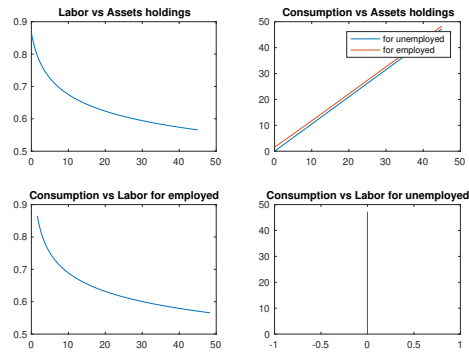 Labor vs Assets holdings
0.9
0.8
0.7
0.6
0.5
0 10 20 30 40 50
Consumption vs Assets holdings
50
40
30
20
10
0
0 10 20 30 40 50
for unemployed
for employed
Consumption vs Labor for employed
0.9
0.8
0.7
0.6
0.5
0 10 20 30 40 50
Consumption vs Labor for unemployed
50
40
30
20
10
0
-1 -0.5 0 0.5 1